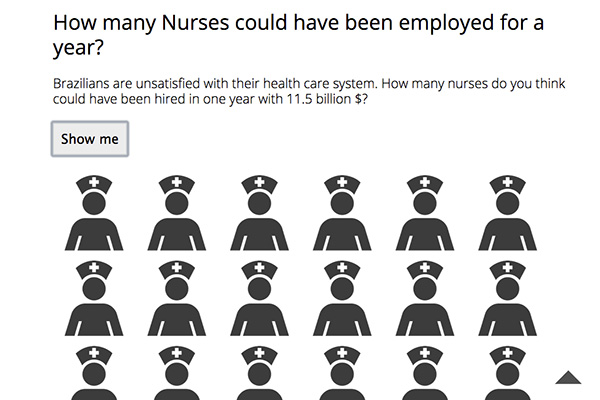 How many Nurses could have been employed for a
year?
Brazilians are unsatisfied with their health care system. How many nurses do you think
could have been hired in one year with 11.5 billion $?
Show me